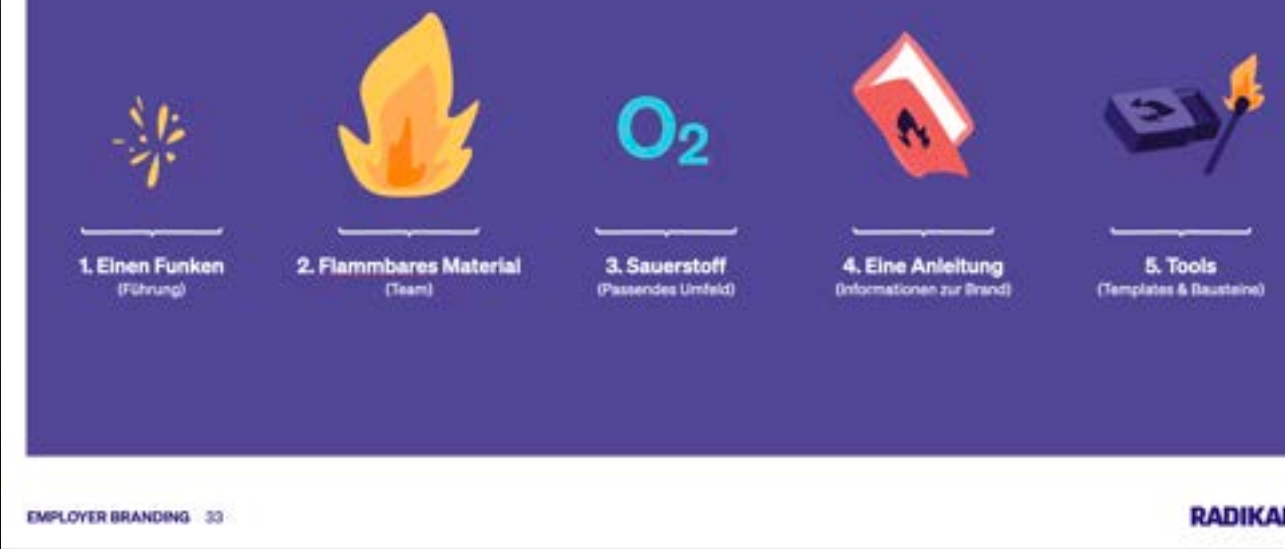 O₂
1. Einen Funken
(Führung)
2. Flammbares Material
(Team)
3. Sauerstoff
(Passendes Umfeld)
4. Eine Anleitung
(Informationen zur Brand)
5. Tools
(Templates & Bausteine)
EMPLOYER BRANDING 33
RADIKAL